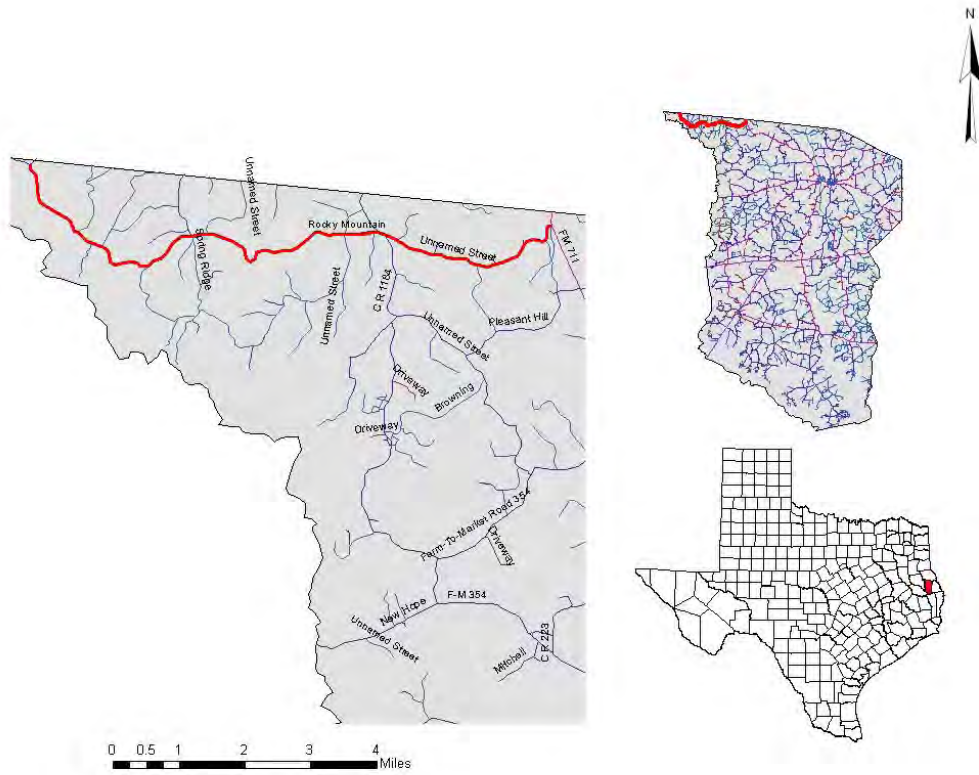 N
Unnamed Street
Rocky Mountain
Unnamed Street
FM 711
Spring Ridge
Unnamed Street
C R 1184
Unnamed Street
Pleasant Hill
Driveway
Browning
Driveway
Farm-To-Market Road 354
Driveway
F-M 354
New Hope
Unnamed Street
Mitchell
C R 223
0 0.5 1 2 3 4
Miles